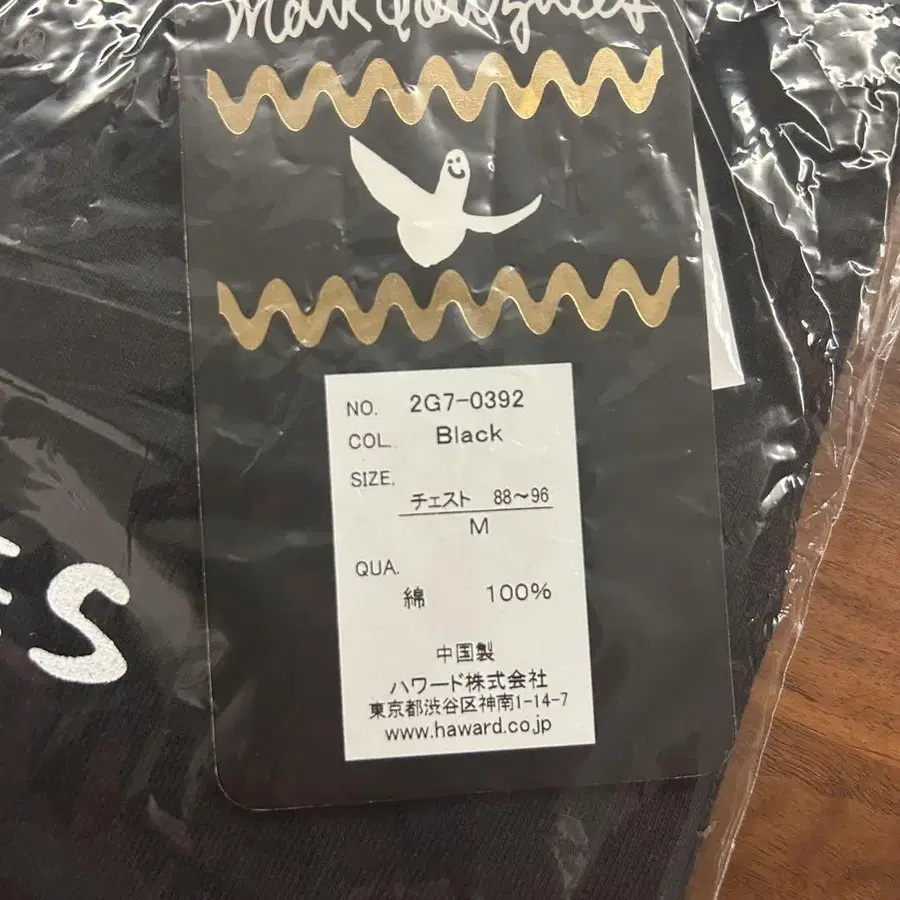 NO. 2G7-0392
COL. Black
SIZE.
チェスト 88～96
M
QUA.
綿 100%
中国製
ハワード株式会社
東京都渋谷区神南1-14-7
www.haward.co.jp
S